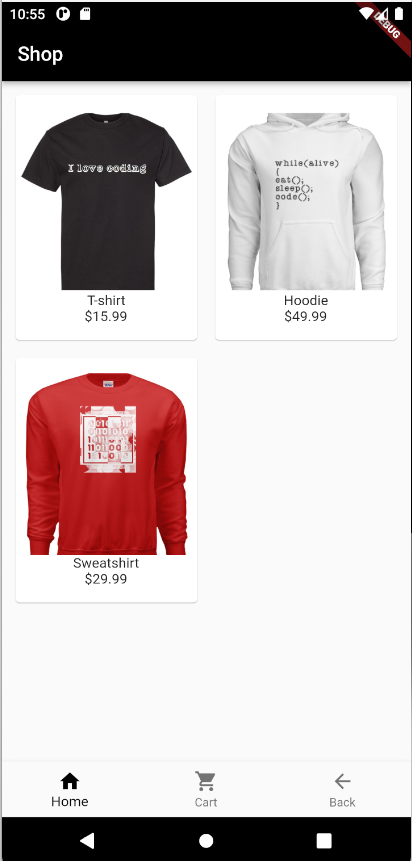 10:55
DEBUG
Shop
I love coding
while(alive)
{
eat();
sleep();
code();
}
T-shirt
$15.99
Hoodie
$49.99
Sweatshirt
$29.99
Home
Cart
Back